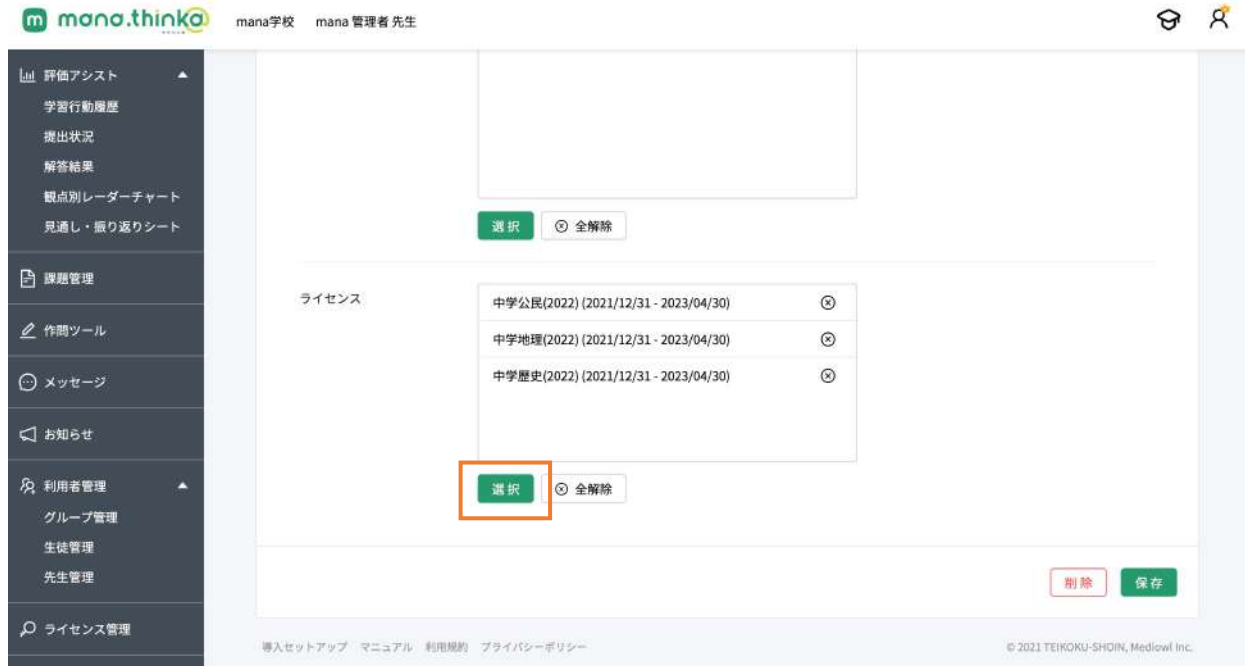 m mana.think@ mana学校 mana 管理者 先生
評価アシスト
学習行動履歴
提出状況
解答結果
観点別レーダーチャート
見通し・振り返りシート
選択 全解除
課題管理
ライセンス
中学公民(2022) (2021/12/31 - 2023/04/30)
作問ツール
中学地理(2022) (2021/12/31 - 2023/04/30)
中学歴史(2022) (2021/12/31 - 2023/04/30)
メッセージ
お知らせ
利用者管理
選択 全解除
グループ管理
生徒管理
先生管理
削除 保存
ライセンス管理
導入セットアップ マニュアル 利用規約 プライバシーポリシー © 2021 TEIKOKU-SHOIN, Mediowl Inc.